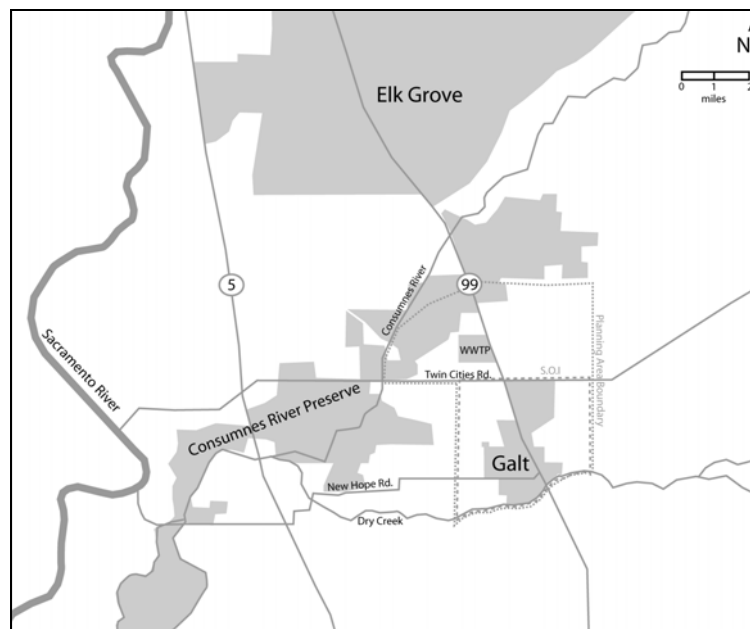 N
0 1 2
miles
Elk Grove
5
99
Consumnes River
Sacramento River
WWTP
Twin Cities Rd.
S.O.I
Planning Area Boundary
Consumnes River Preserve
Galt
New Hope Rd.
Dry Creek